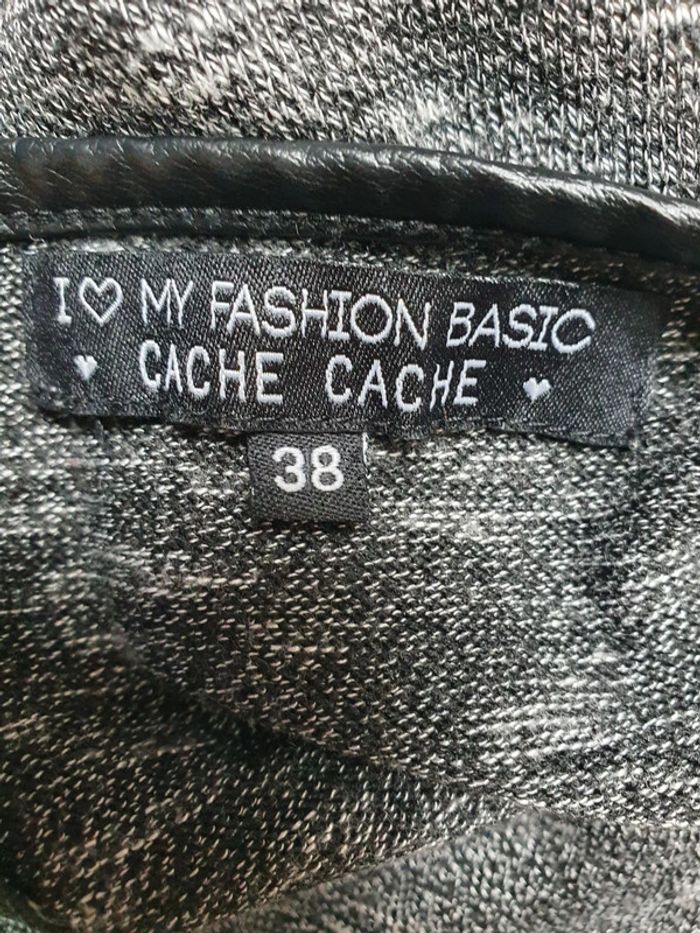 I♡ MY FASHION BASIC
♥ CACHE CACHE ♥
38